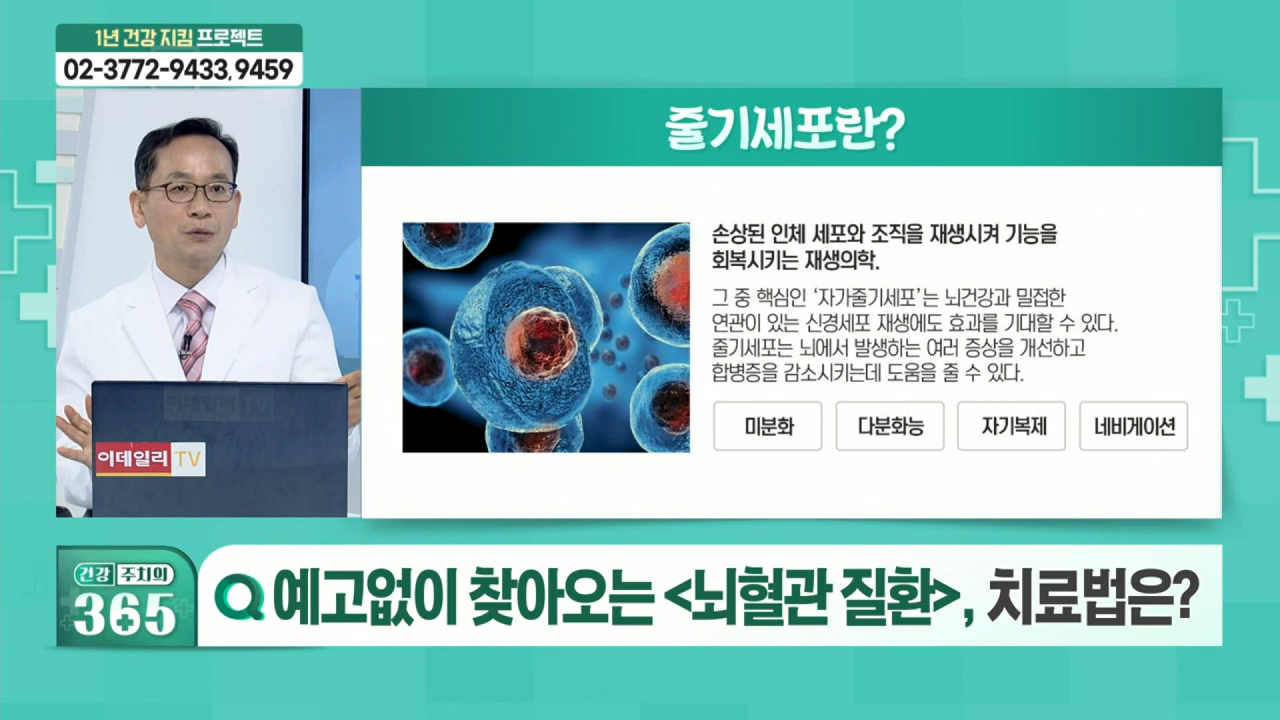 1년 건강 지킴 프로젝트
02-3772-9433, 9459
줄기세포란?
손상된 인체 세포와 조직을 재생시켜 기능을
회복시키는 재생의학.
그 중 핵심인 '자가줄기세포'는 뇌건강과 밀접한
연관이 있는 신경세포 재생에도 효과를 기대할 수 있다.
줄기세포는 뇌에서 발생하는 여러 증상을 개선하고
합병증을 감소시키는데 도움을 줄 수 있다.
미분화 다분화능 자기복제 네비게이션
이데일리 TV
이데일리 TV
건강 주치의
365
Q 예고없이 찾아오는 <뇌혈관 질환>, 치료법은?